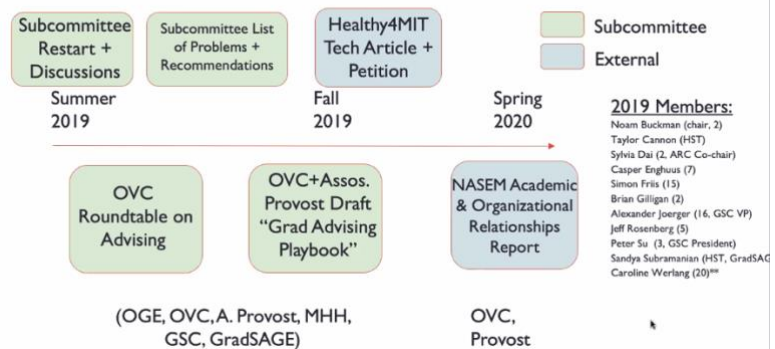 Subcommittee
Restart +
Discussions
Subcommittee List
of Problems +
Recommendations
Healthy4MIT
Tech Article +
Petition
Subcommittee
External
Summer
2019
Fall
2019
Spring
2020
OVC
Roundtable on
Advising
OVC+Assos.
Provost Draft
“Grad Advising
Playbook”
NASEM Academic
& Organizational
Relationships
Report
2019 Members:
Noam Buckman (chair, 2)
Taylor Cannon (HST)
Sylvia Dai (2, ARC Co-chair)
Casper Enghuus (7)
Simon Friis (15)
Brian Gilligan (2)
Alexander Joerger (16, GSC VP)
Jeff Rosenberg (5)
Peter Su (3, GSC President)
Sandya Subramanian (HST, GradSAG
Caroline Werlang (20)**
(OGE, OVC, A. Provost, MHH,
GSC, GradSAGE)
OVC,
Provost